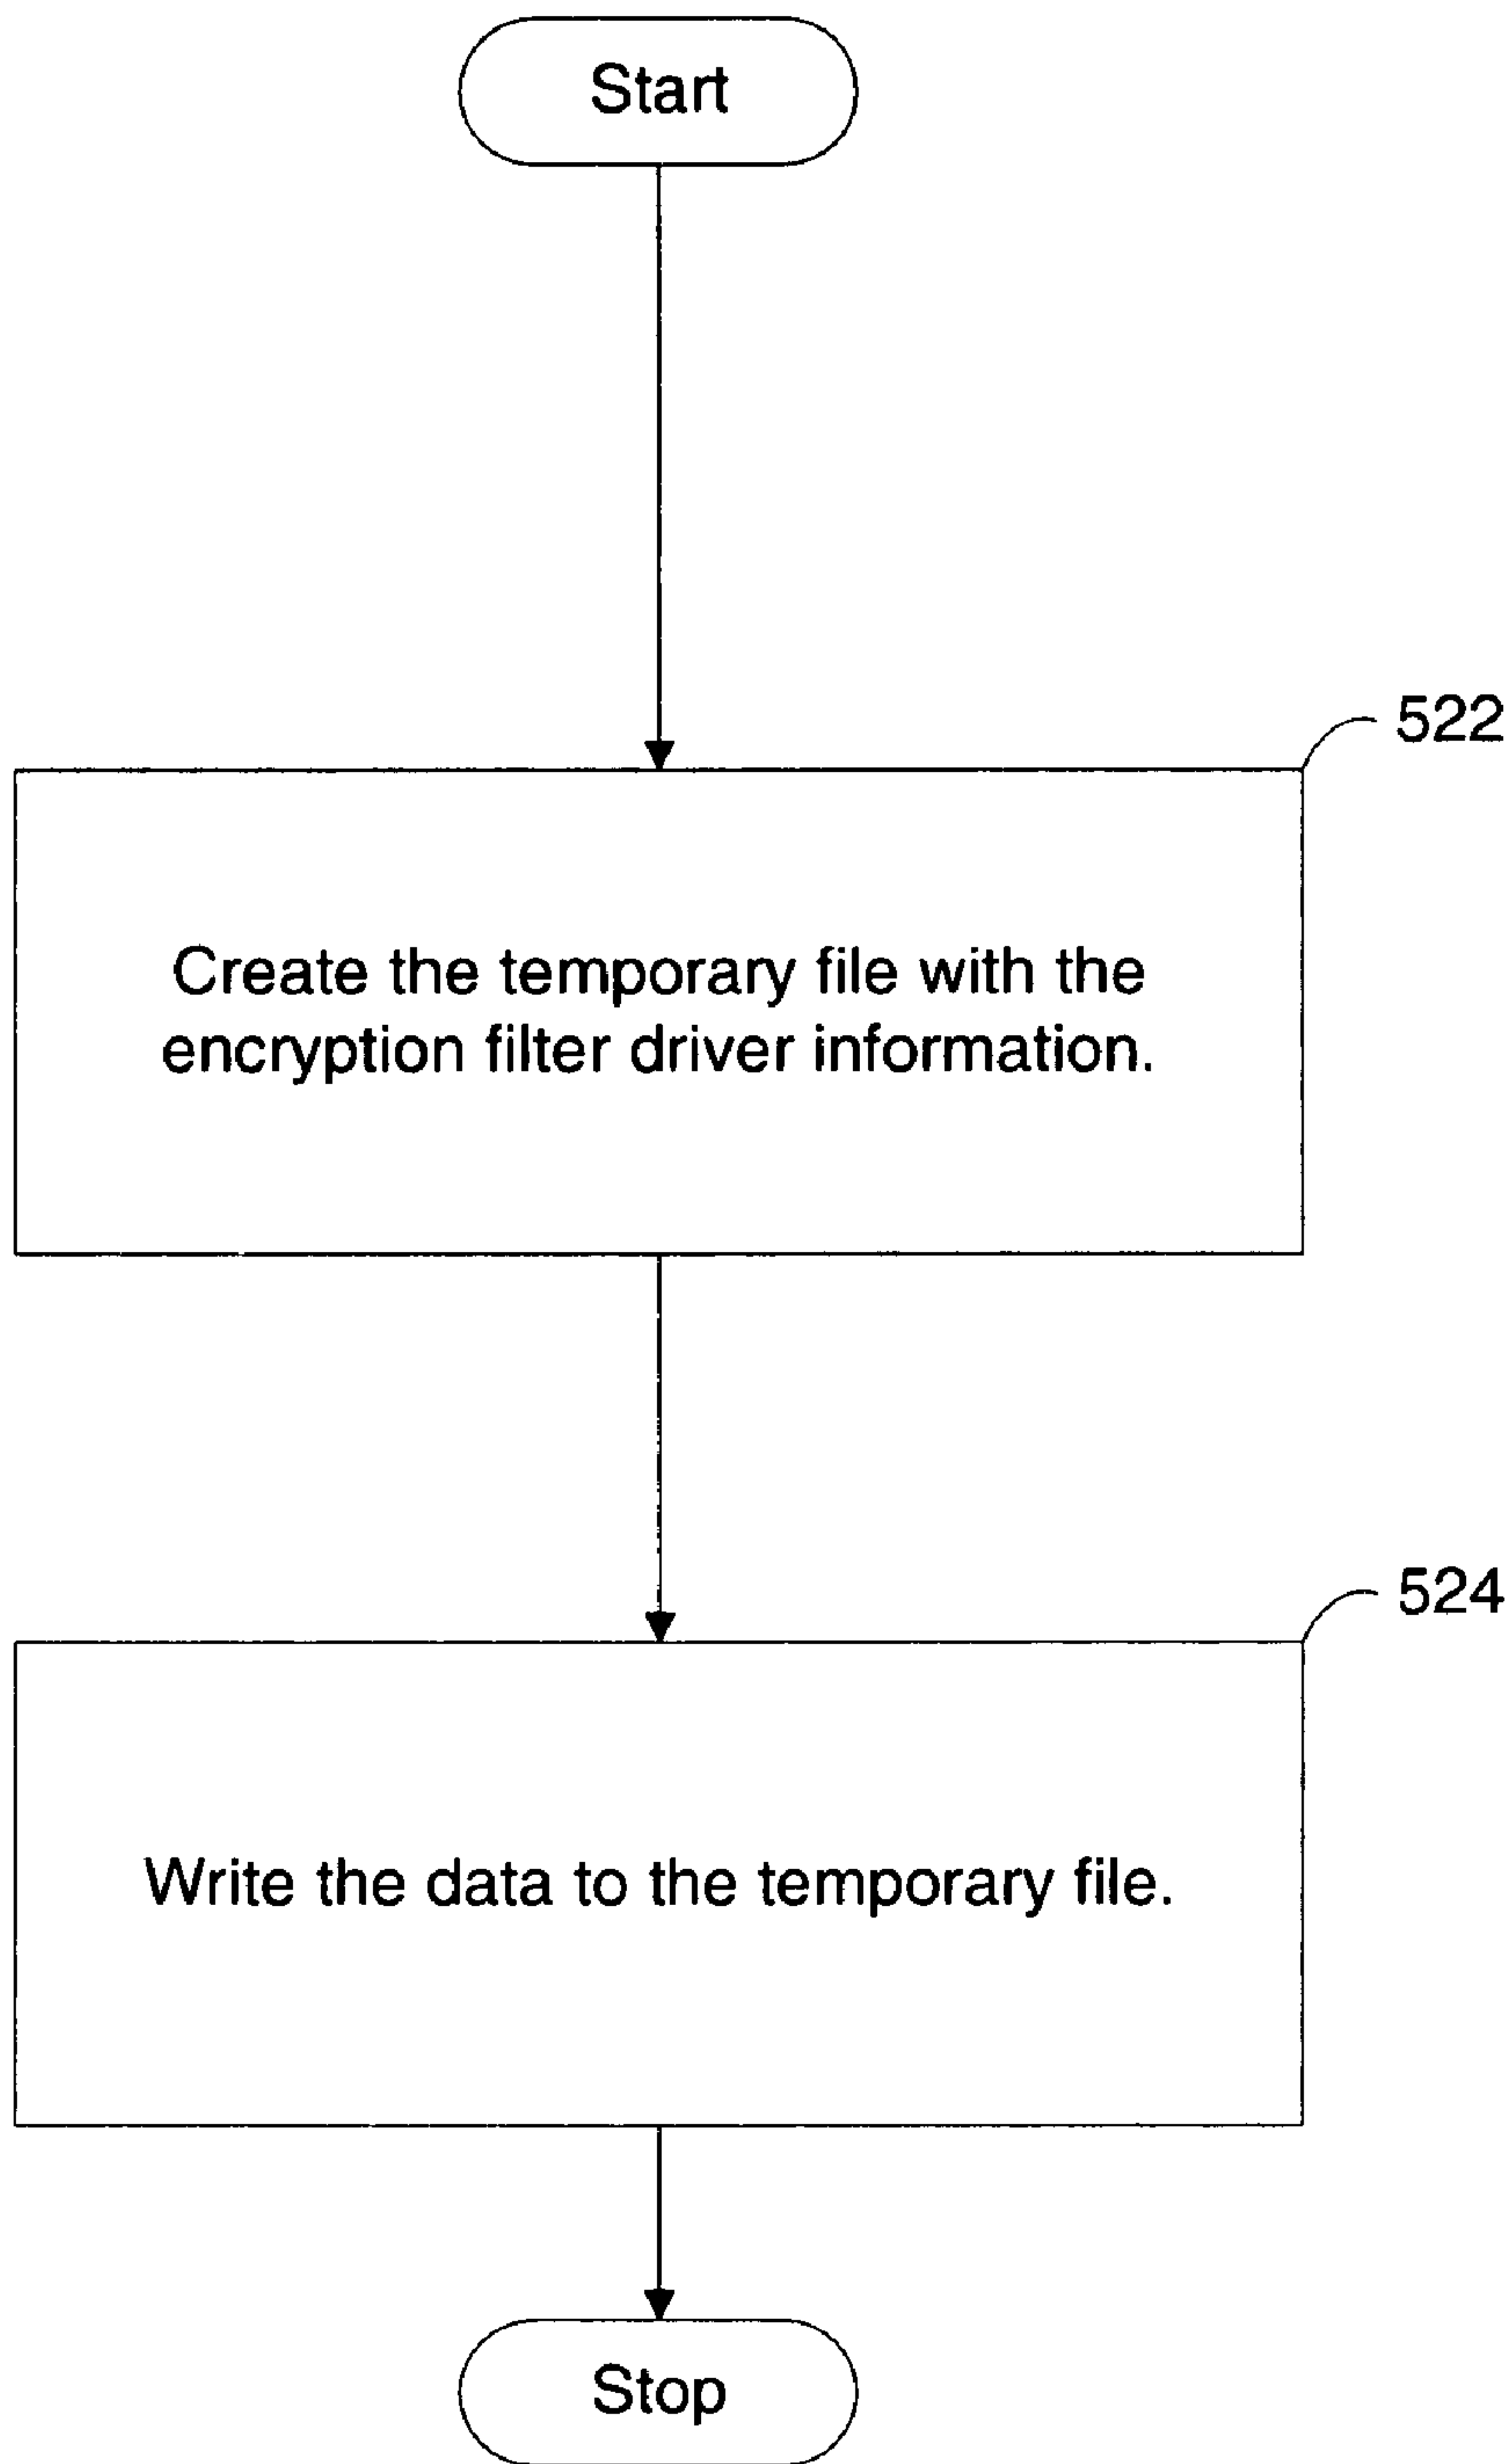 Start
522
Create the temporary file with the
encryption filter driver information.
524
Write the data to the temporary file.
Stop